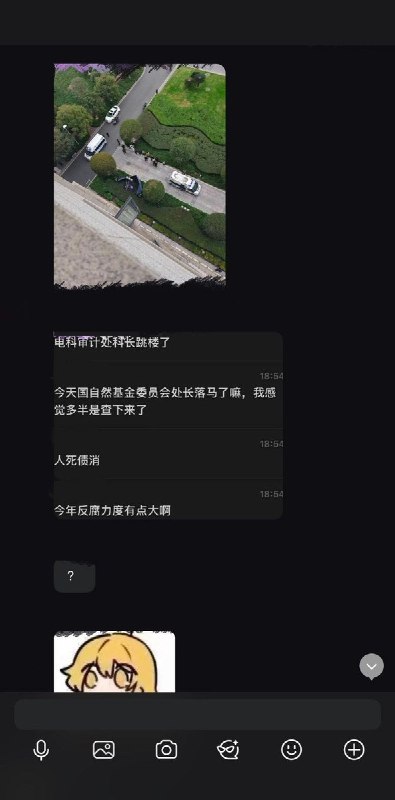 电科审计处科长跳楼了
18:54
今天国自然基金委员会处长落马了嘛，我感
觉多半是查下来了
18:54
人死债消
18:54
今年反腐力度有点大啊
?